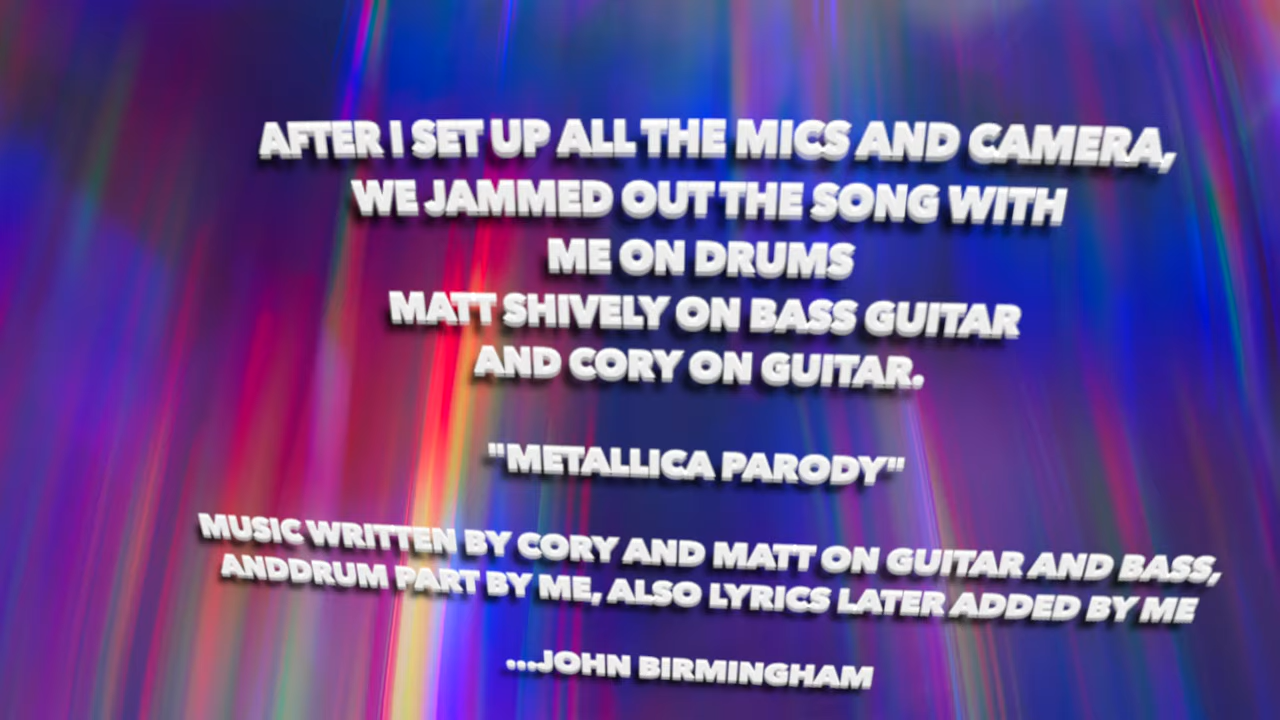 AFTER I SET UP ALL THE MICS AND CAMERA,
WE JAMMED OUT THE SONG WITH
ME ON DRUMS
MATT SHIVELY ON BASS GUITAR
AND CORY ON GUITAR.
"METALLICA PARODY"
MUSIC WRITTEN BY CORY AND MATT ON GUITAR AND BASS,
ANDDRUM PART BY ME, ALSO LYRICS LATER ADDED BY ME
...JOHN BIRMINGHAM